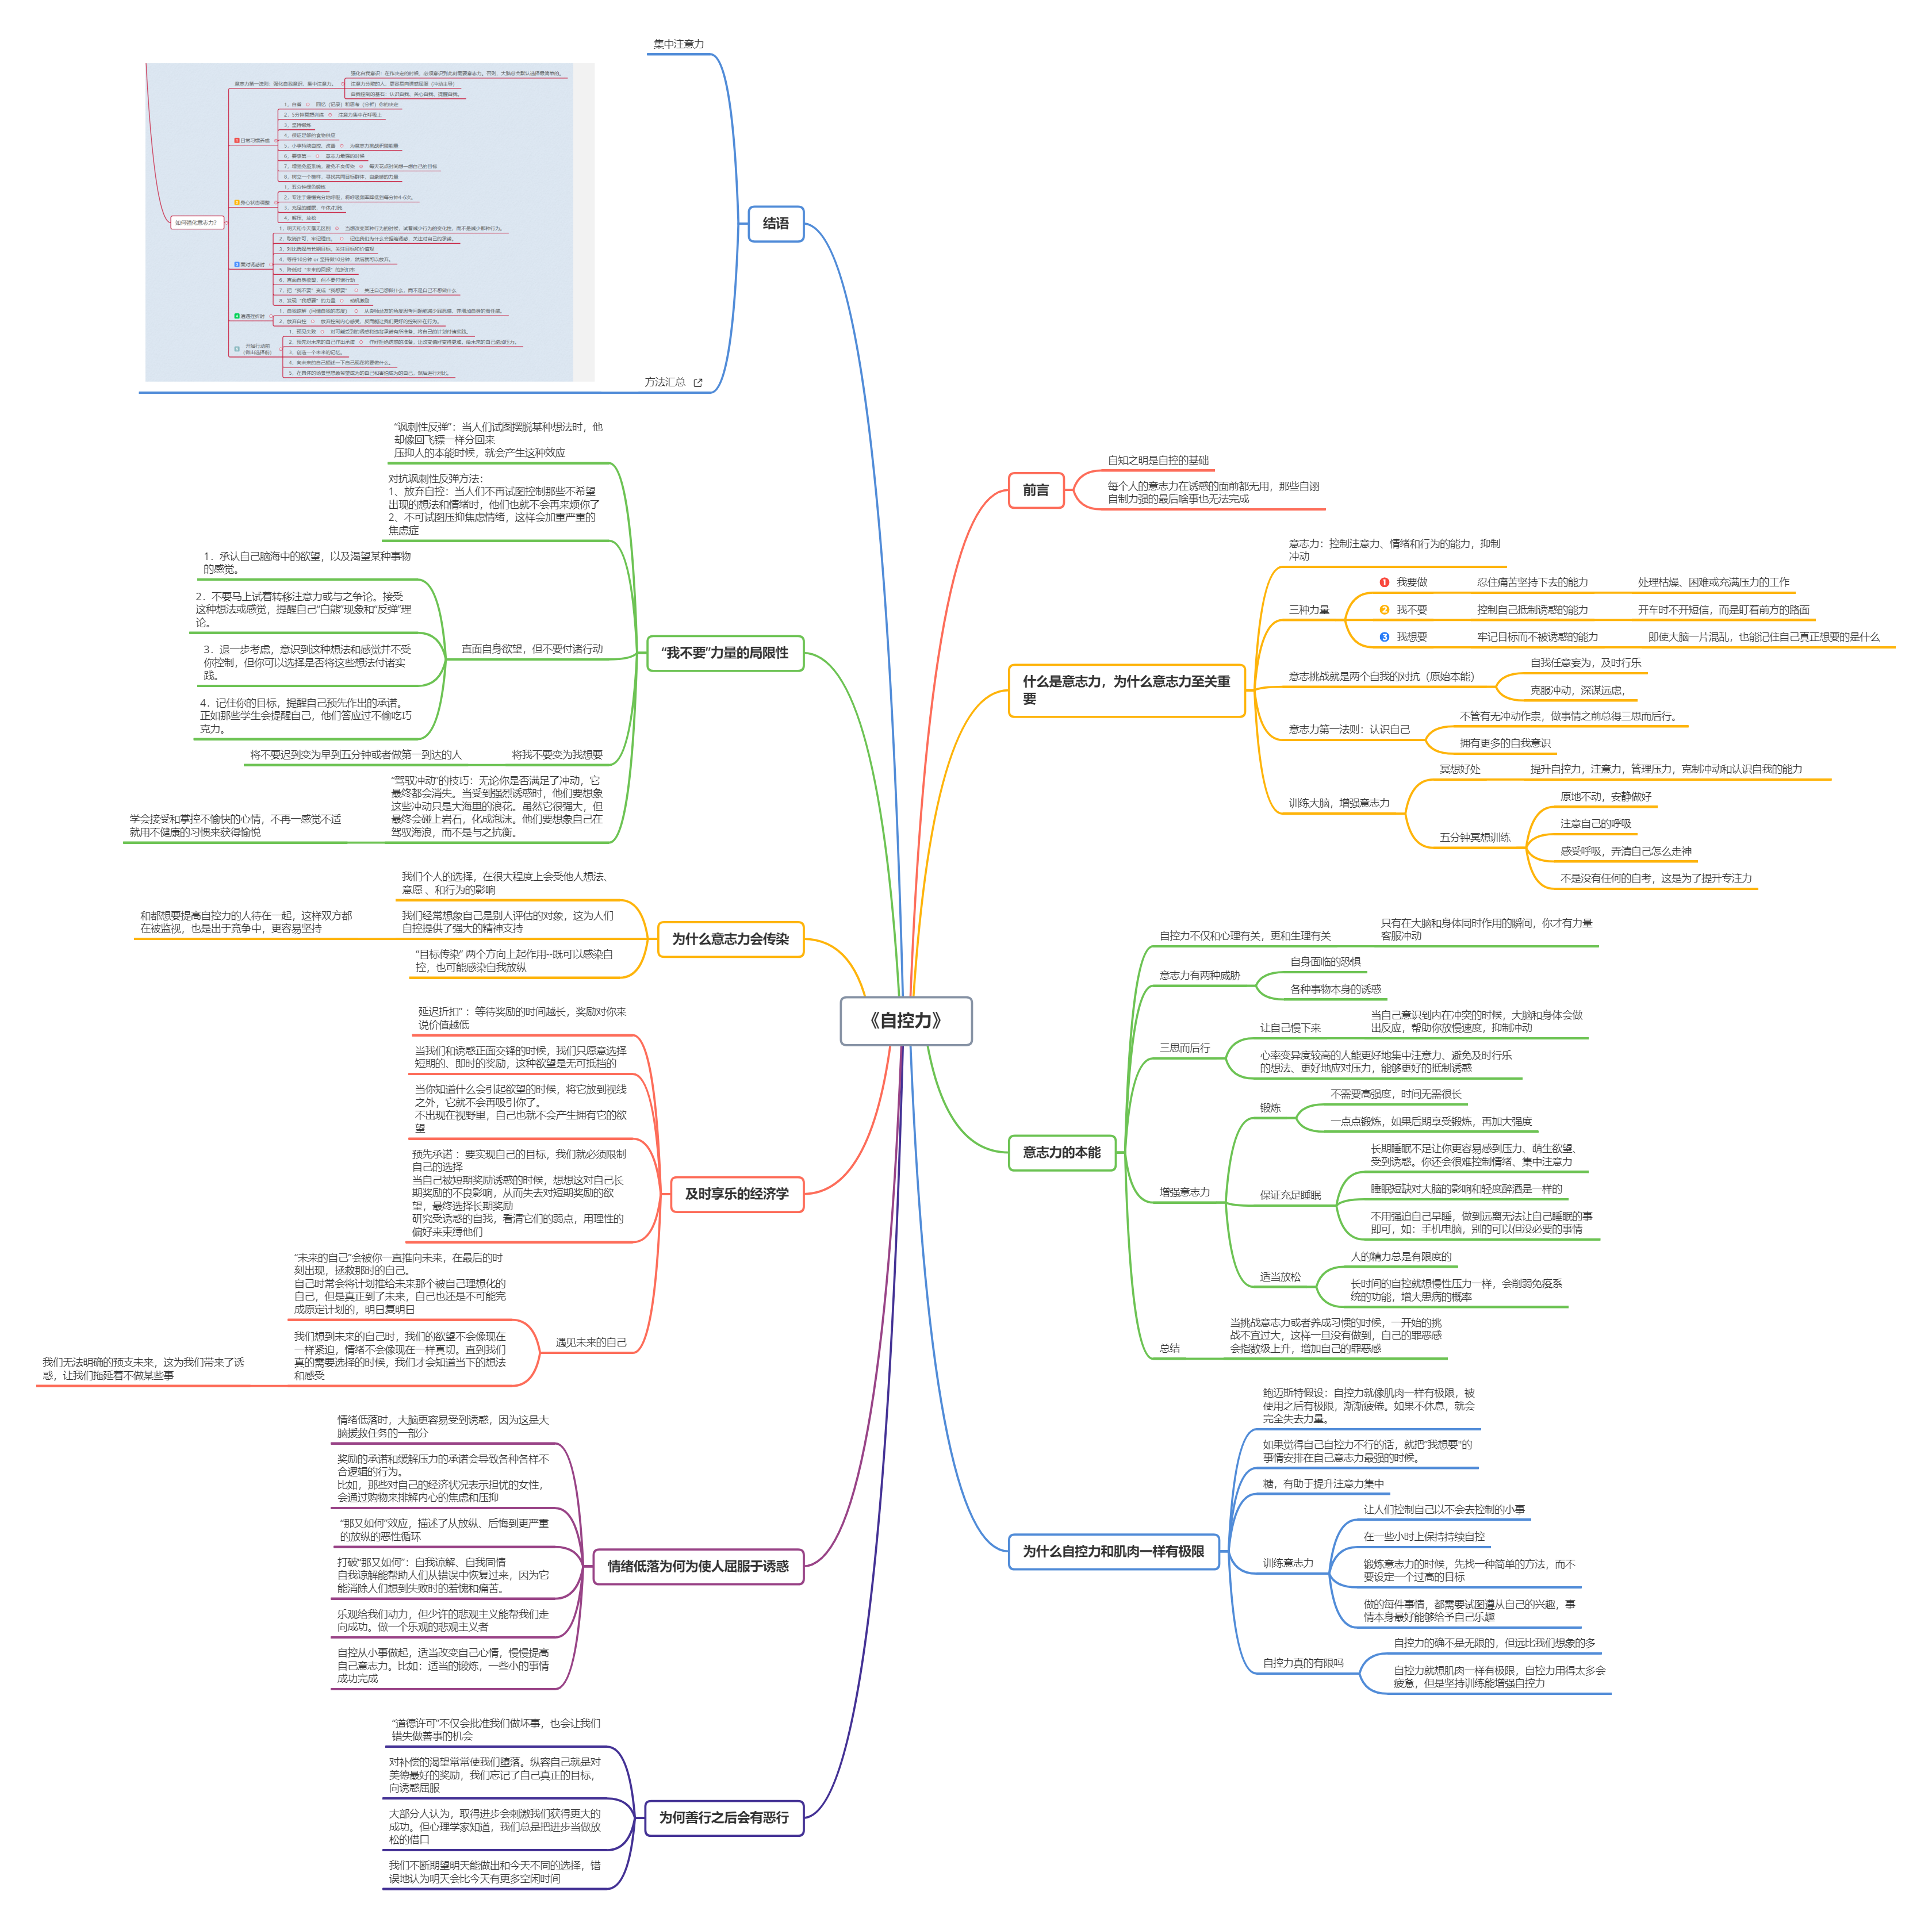 《自控力》
前言
自知之明是自控的基础
每个人的意志力在诱惑的面前都无用，那些自诩
自制力强的最后啥事也无法完成
什么是意志力，为什么意志力至关重
要
意志力：控制注意力、情绪和行为的能力，抑制
冲动
三种力量
1 我要做
忍住痛苦坚持下去的能力
处理枯燥、困难或充满压力的工作
2 我不要
控制自己抵制诱惑的能力
开车时不开短信，而是盯着前方的路面
3 我想要
牢记目标而不被诱惑的能力
即使大脑一片混乱，也能记住自己真正想要的是什么
意志挑战就是两个自我的对抗（原始本能）
自我任意妄为，及时行乐
克服冲动，深谋远虑，
意志力第一法则：认识自己
不管有无冲动作祟，做事情之前总得三思而后行。
拥有更多的自我意识
训练大脑，增强意志力
冥想好处
提升自控力，注意力，管理压力，克制冲动和认识自我的能力
五分钟冥想训练
原地不动，安静做好
注意自己的呼吸
感受呼吸，弄清自己怎么走神
不是没有任何的自考，这是为了提升专注力
意志力的本能
自控力不仅和心理有关，更和生理有关
只有在大脑和身体同时作用的瞬间，你才有力量
客服冲动
意志力有两种威胁
自身面临的恐惧
各种事物本身的诱惑
三思而后行
让自己慢下来
当自己意识到内在冲突的时候，大脑和身体会做
出反应，帮助你放慢速度，抑制冲动
心率变异度较高的人能更好地集中注意力、避免及时行乐
的想法、更好地应对压力，能够更好的抵制诱惑
增强意志力
锻炼
不需要高强度，时间无需很长
一点点锻炼，如果后期享受锻炼，再加大强度
保证充足睡眠
长期睡眠不足让你更容易感到压力、萌生欲望、
受到诱惑。你还会很难控制情绪、集中注意力
睡眠短缺对大脑的影响和轻度醉酒是一样的
不用强迫自己早睡，做到远离无法让自己睡眠的事
即可，如：手机电脑，别的可以但没必要的事情
适当放松
人的精力总是有限度的
长时间的自控就想慢性压力一样，会削弱免疫系
统的功能，增大患病的概率
总结
当挑战意志力或者养成习惯的时候，一开始的挑
战不宜过大，这样一旦没有做到，自己的罪恶感
会指数级上升，增加自己的罪恶感
为什么自控力和肌肉一样有极限
鲍迈斯特假设：自控力就像肌肉一样有极限，被
使用之后有极限，渐渐疲倦。如果不休息，就会
完全失去力量。
如果觉得自己自控力不行的话，就把“我想要”的
事情安排在自己意志力最强的时候。
糖，有助于提升注意力集中
训练意志力
让人们控制自己以不会去控制的小事
在一些小时上保持持续自控
锻炼意志力的时候，先找一种简单的方法，而不
要设定一个过高的目标
做的每件事情，都需要试图遵从自己的兴趣，事
情本身最好能够给予自己乐趣
自控力真的有限吗
自控力的确不是无限的，但远比我们想象的多
自控力就想肌肉一样有极限，自控力用得太多会
疲惫，但是坚持训练能增强自控力
结语
集中注意力
方法汇总
如何强化意志力?
日常习惯养成
身心状态调整
面对诱惑时
遭遇挫折时
3、坚持锻炼
4、保证足够的食物供应
1、五分钟绿色锻炼
4、解压、放松
“我不要”力量的局限性
“讽刺性反弹”：当人们试图摆脱某种想法时，他
却像回飞镖一样分回来
压抑人的本能时候，就会产生这种效应
对抗讽刺性反弹方法：
1、放弃自控：当人们不再试图控制那些不希望
出现的想法和情绪时，他们也就不会再来烦你了
2、不可试图压抑焦虑情绪，这样会加重严重的
焦虑症
直面自身欲望，但不要付诸行动
1．承认自己脑海中的欲望，以及渴望某种事物
的感觉。
2．不要马上试着转移注意力或与之争论。接受
这种想法或感觉，提醒自己“白熊”现象和“反弹”理
论。
3．退一步考虑，意识到这种想法和感觉并不受
你控制，但你可以选择是否将这些想法付诸实
践。
4．记住你的目标，提醒自己预先作出的承诺。
正如那些学生会提醒自己，他们答应过不偷吃巧
克力。
将我不要变为我想要
将不要迟到变为早到五分钟或者做第一到达的人
“驾驭冲动”的技巧：无论你是否满足了冲动，它
最终都会消失。当受到强烈诱惑时，他们要想象
这些冲动只是大海里的浪花。虽然它很强大，但
最终会碰上岩石，化成泡沫。他们要想象自己在
驾驭海浪，而不是与之抗衡。
学会接受和掌控不愉快的心情，不再一感觉不适
就用不健康的习惯来获得愉悦
为什么意志力会传染
我们个人的选择，在很大程度上会受他人想法、
意愿 、和行为的影响
我们经常想象自己是别人评估的对象，这为人们
自控提供了强大的精神支持
和都想要提高自控力的人待在一起，这样双方都
在被监视，也是出于竞争中，更容易坚持
“目标传染” 两个方向上起作用--既可以感染自
控，也可能感染自我放纵
及时享乐的经济学
延迟折扣”：等待奖励的时间越长，奖励对你来
说价值越低
当我们和诱惑正面交锋的时候，我们只愿意选择
短期的、即时的奖励，这种欲望是无可抵挡的
当你知道什么会引起欲望的时候，将它放到视线
之外，它就不会再吸引你了。
不出现在视野里，自己也就不会产生拥有它的欲
望
预先承诺 ：要实现自己的目标，我们就必须限制
自己的选择
当自己被短期奖励诱惑的时候，想想这对自己长
期奖励的不良影响，从而失去对短期奖励的欲
望，最终选择长期奖励
研究受诱惑的自我，看清它们的弱点，用理性的
偏好来束缚他们
遇见未来的自己
“未来的自己”会被你一直推向未来，在最后的时
刻出现，拯救那时的自己。
自己时常会将计划推给未来那个被自己理想化的
自己，但是真正到了未来，自己也还是不可能完
成原定计划的，明日复明日
我们想到未来的自己时，我们的欲望不会像现在
一样紧迫，情绪不会像现在一样真切。直到我们
真的需要选择的时候，我们才会知道当下的想法
和感受
我们无法明确的预支未来，这为我们带来了诱
惑，让我们拖延着不做某些事
情绪低落为何为使人屈服于诱惑
情绪低落时，大脑更容易受到诱惑，因为这是大
脑援救任务的一部分
奖励的承诺和缓解压力的承诺会导致各种各样不
合逻辑的行为。
比如，那些对自己的经济状况表示担忧的女性，
会通过购物来排解内心的焦虑和压抑
“那又如何”效应，描述了从放纵、后悔到更严重
的放纵的恶性循环
打破“那又如何”：自我谅解、自我同情
自我谅解能帮助人们从错误中恢复过来，因为它
能消除人们想到失败时的羞愧和痛苦。
乐观给我们动力，但少许的悲观主义能帮我们走
向成功。做一个乐观的悲观主义者
自控从小事做起，适当改变自己心情，慢慢提高
自己意志力。比如：适当的锻炼，一些小的事情
成功完成
为何善行之后会有恶行
“道德许可”不仅会批准我们做坏事，也会让我们
错失做善事的机会
对补偿的渴望常常使我们堕落。纵容自己就是对
美德最好的奖励，我们忘记了自己真正的目标，
向诱惑屈服
大部分人认为，取得进步会刺激我们获得更大的
成功。但心理学家知道，我们总是把进步当做放
松的借口
我们不断期望明天能做出和今天不同的选择，错
误地认为明天会比今天有更多空闲时间